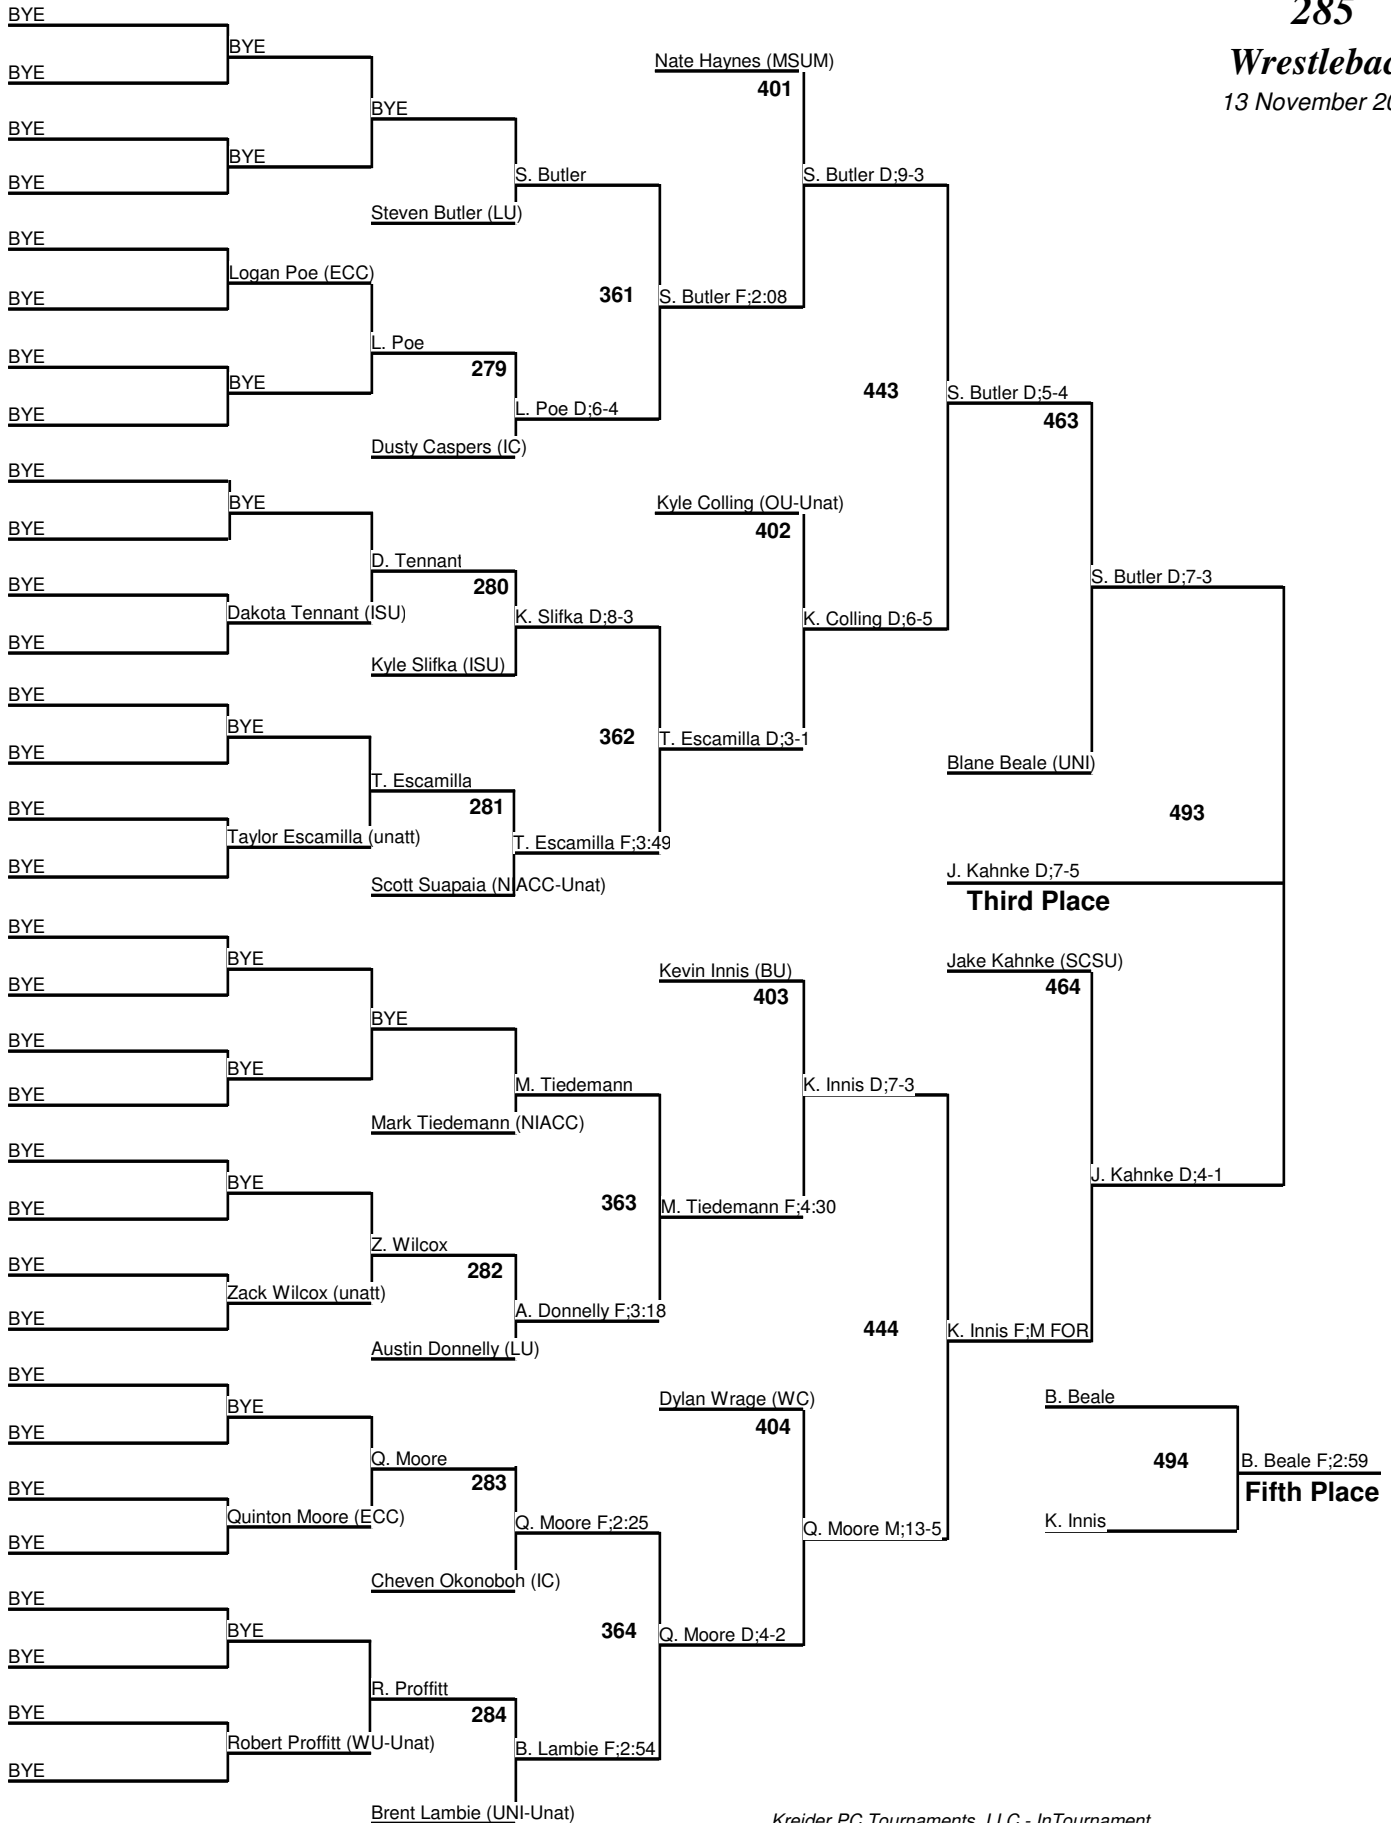 285
Wrestlebac
13 November 20
BYE
BYE
BYE
Nate Haynes (MSUM)
401
BYE
BYE
BYE
BYE
S. Butler
S. Butler D;9-3
BYE
Steven Butler (LU)
BYE
Logan Poe (ECC)
BYE
361
S. Butler F;2:08
L. Poe
BYE
279
BYE
443
S. Butler D;5-4
L. Poe D;6-4
463
BYE
Dusty Caspers (IC)
BYE
BYE
Kyle Colling (OU-Unat)
BYE
402
D. Tennant
S. Butler D;7-3
BYE
280
Dakota Tennant (ISU)
K. Slifka D;8-3
K. Colling D;6-5
BYE
Kyle Slifka (ISU)
BYE
BYE
362
T. Escamilla D;3-1
BYE
Blane Beale (UNI)
T. Escamilla
281
BYE
493
Taylor Escamilla (unatt)
T. Escamilla F;3:49
BYE
J. Kahnke D;7-5
Scott Suapaia (NIACC-Unat)
Third Place
BYE
BYE
Jake Kahnke (SCSU)
BYE
Kevin Innis (BU)
464
403
BYE
BYE
BYE
M. Tiedemann
K. Innis D;7-3
BYE
Mark Tiedemann (NIACC)
BYE
BYE
J. Kahnke D;4-1
BYE
363
M. Tiedemann F;4:30
Z. Wilcox
BYE
282
Zack Wilcox (unatt)
BYE
A. Donnelly F;3:18
444
K. Innis F;M FOR
Austin Donnelly (LU)
BYE
BYE
Dylan Wrage (WC)
B. Beale
BYE
404
Q. Moore
494
B. Beale F;2:59
BYE
283
Fifth Place
Quinton Moore (ECC)
Q. Moore F;2:25
Q. Moore M;13-5
K. Innis
BYE
Cheven Okonoboh (IC)
BYE
BYE
364
Q. Moore D;4-2
BYE
R. Proffitt
BYE
284
Robert Proffitt (WU-Unat)
B. Lambie F;2:54
BYE
Brent Lambie (UNI-Unat)
Kreider PC Tournaments, LLC - InTournament